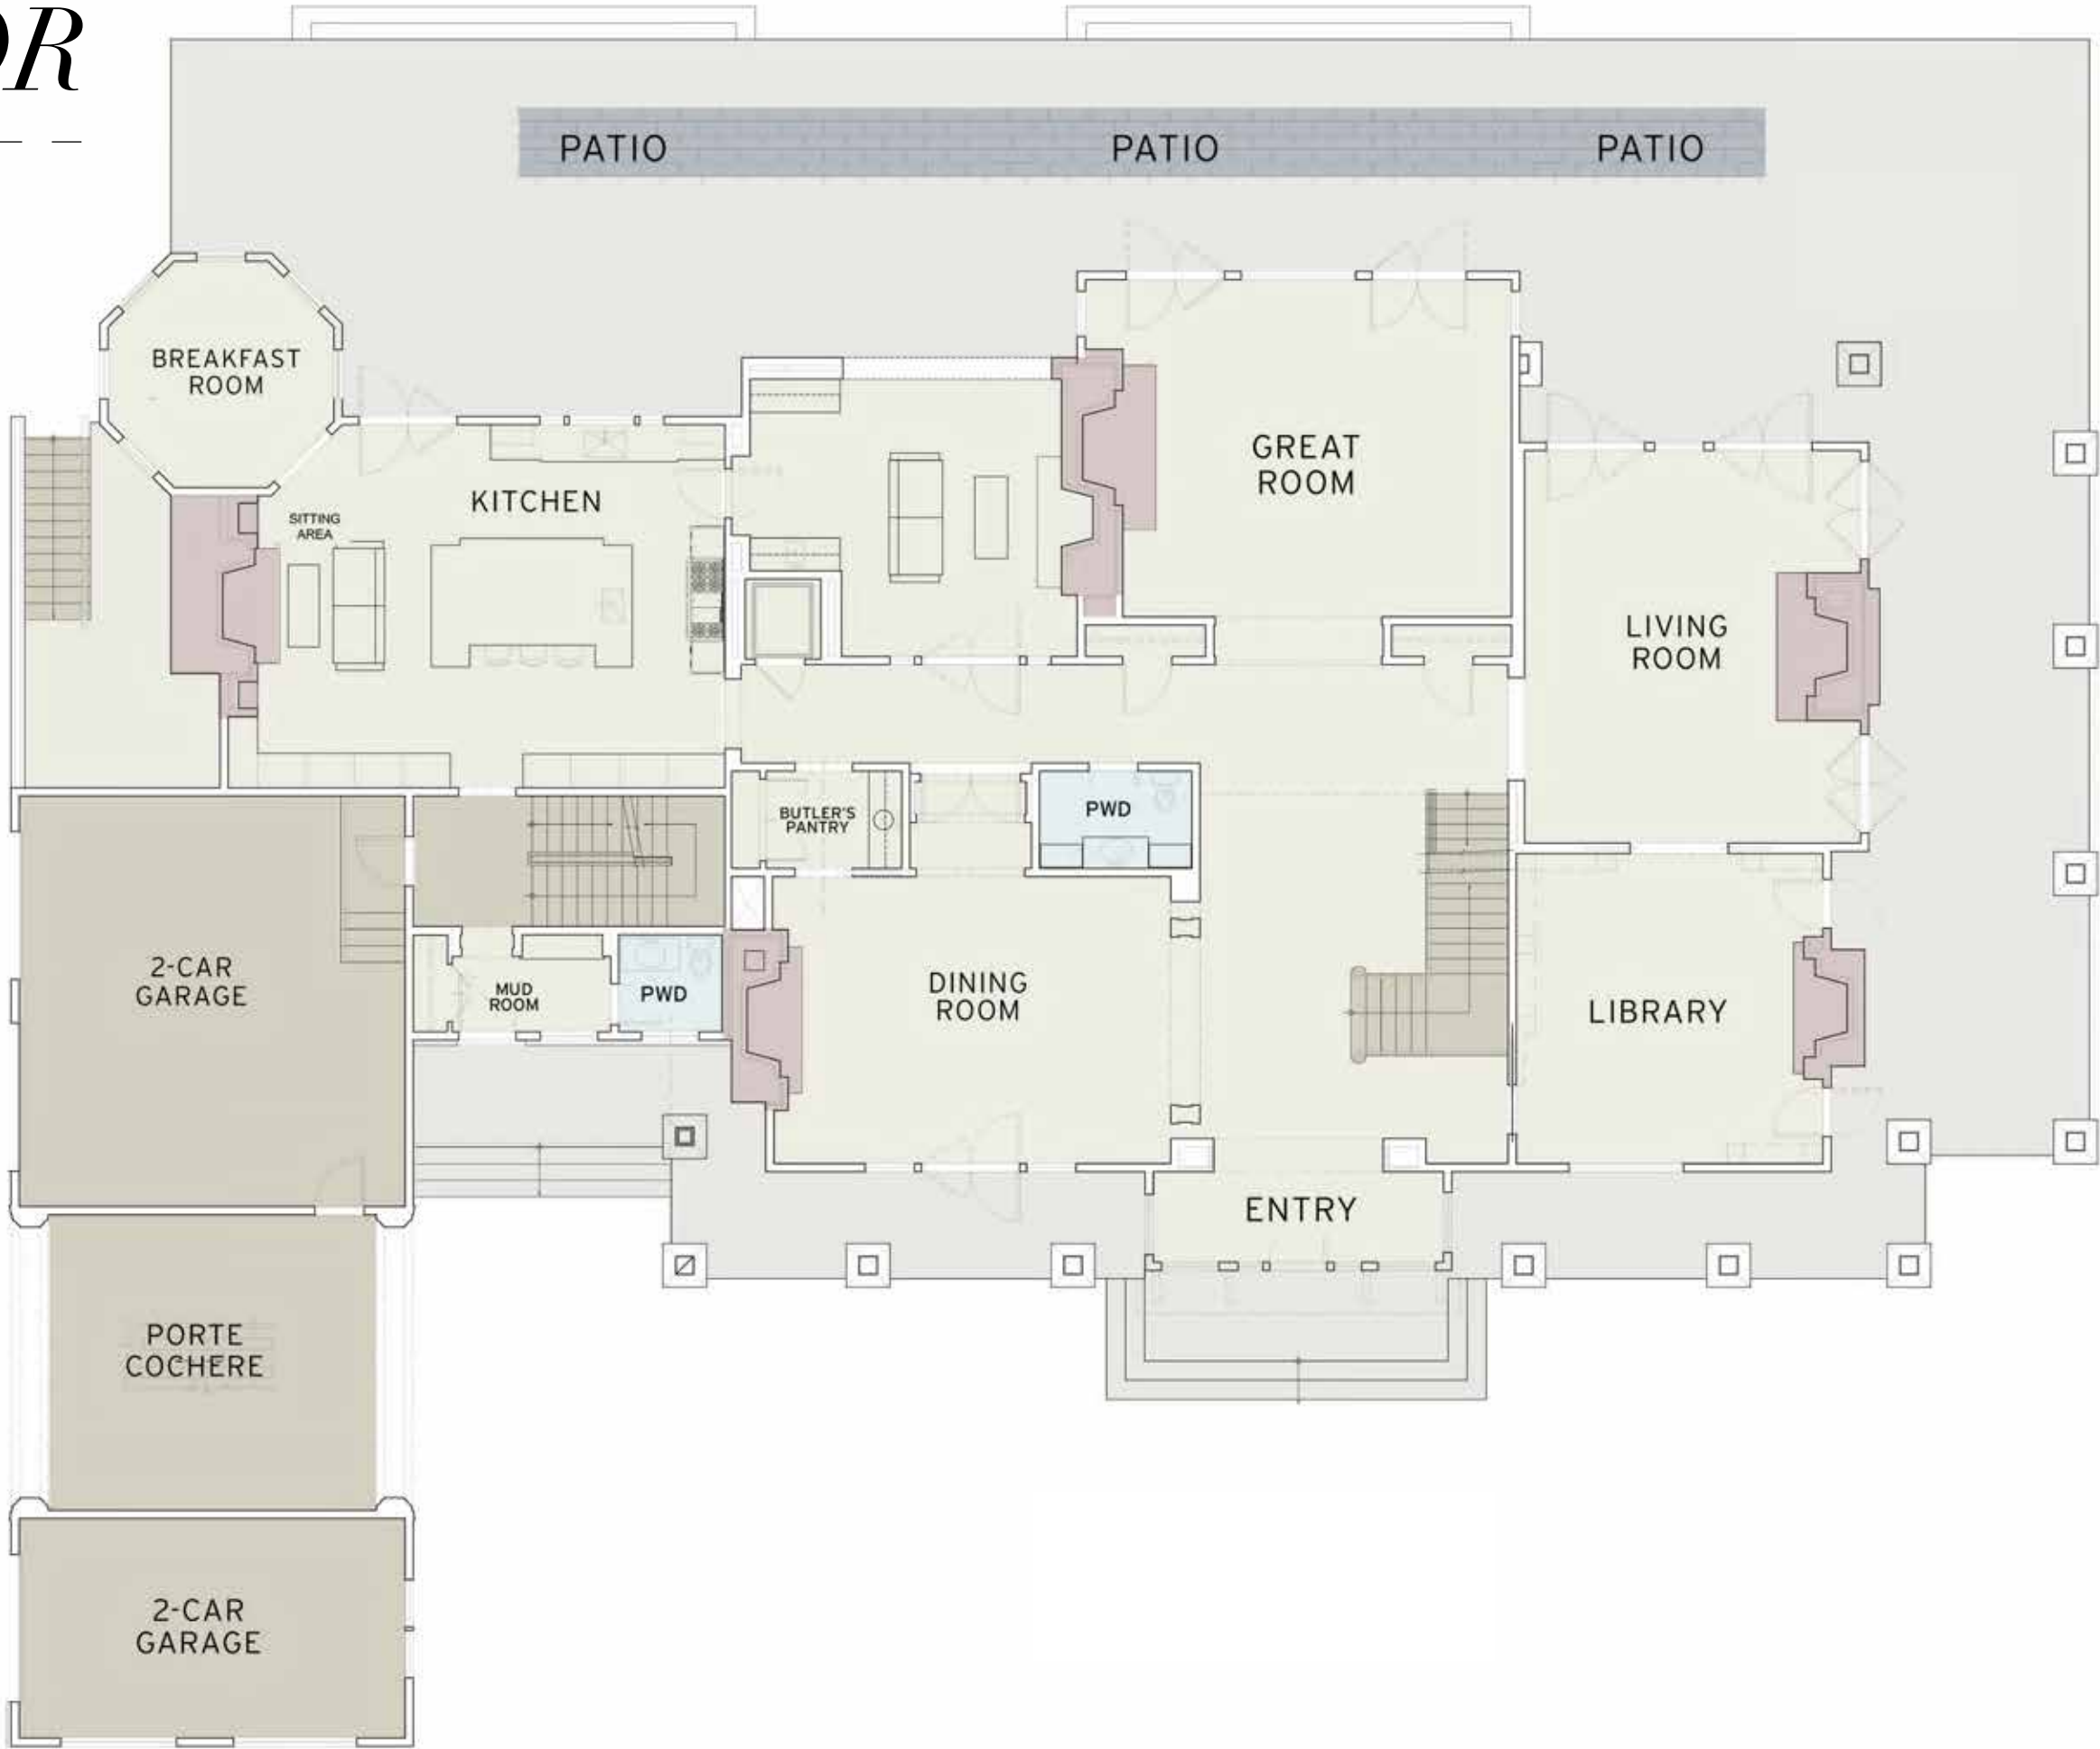 OR
PATIO PATIO PATIO
BREAKFAST
ROOM
GREAT
ROOM
KITCHEN
SITTING
AREA
LIVING
ROOM
BUTLER'S
PANTRY
PWD
2-CAR
GARAGE
MUD
ROOM
PWD
DINING
ROOM
LIBRARY
ENTRY
PORTE
COCHERE
2-CAR
GARAGE